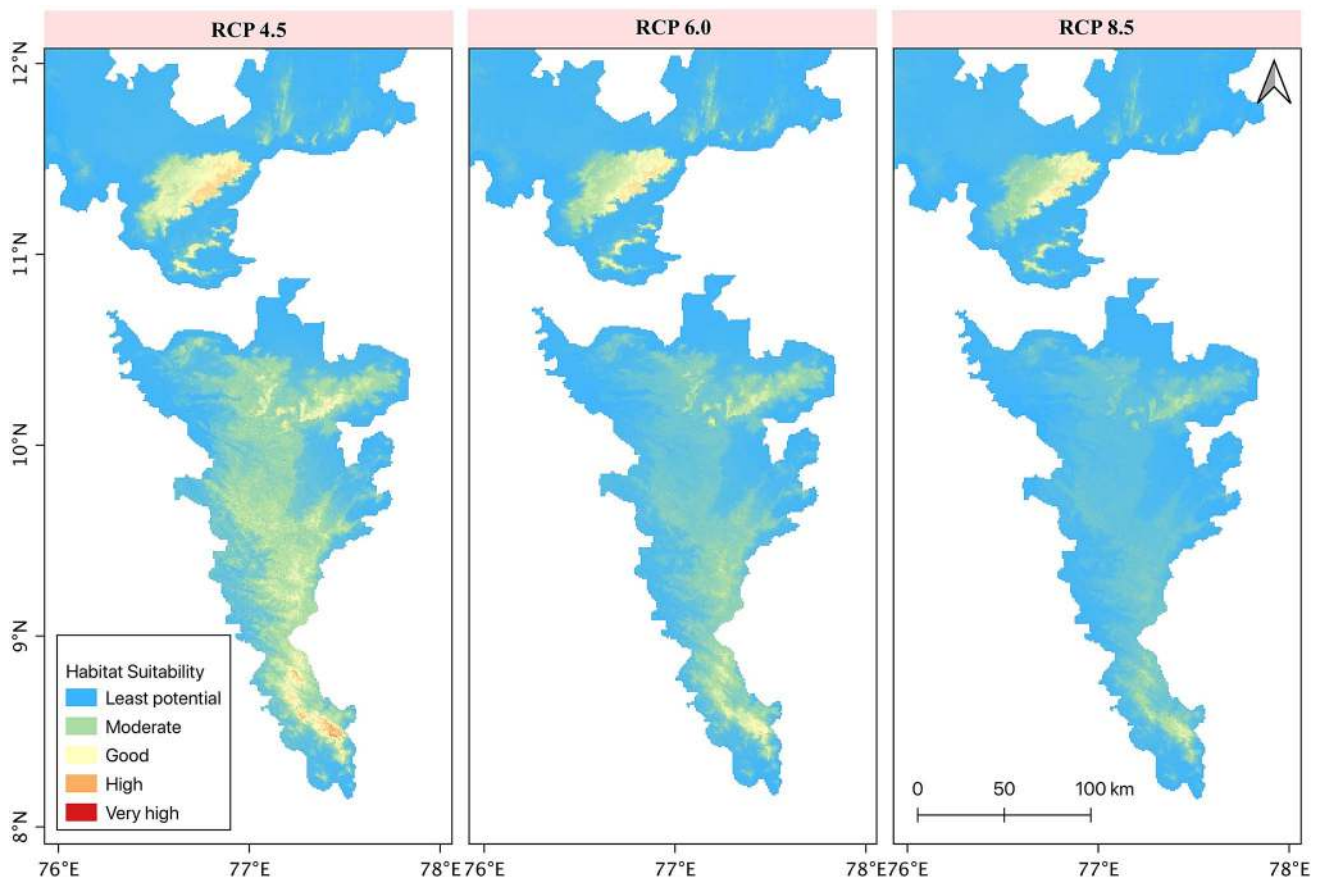 RCP 4.5
RCP 6.0
RCP 8.5
12°N
11°N
10°N
9°N
8°N
Habitat Suitability
Least potential
Moderate
Good
High
Very high
0 50 100 km
76°E 77°E 78°E 76°E 77°E 78°E 76°E 77°E 78°E